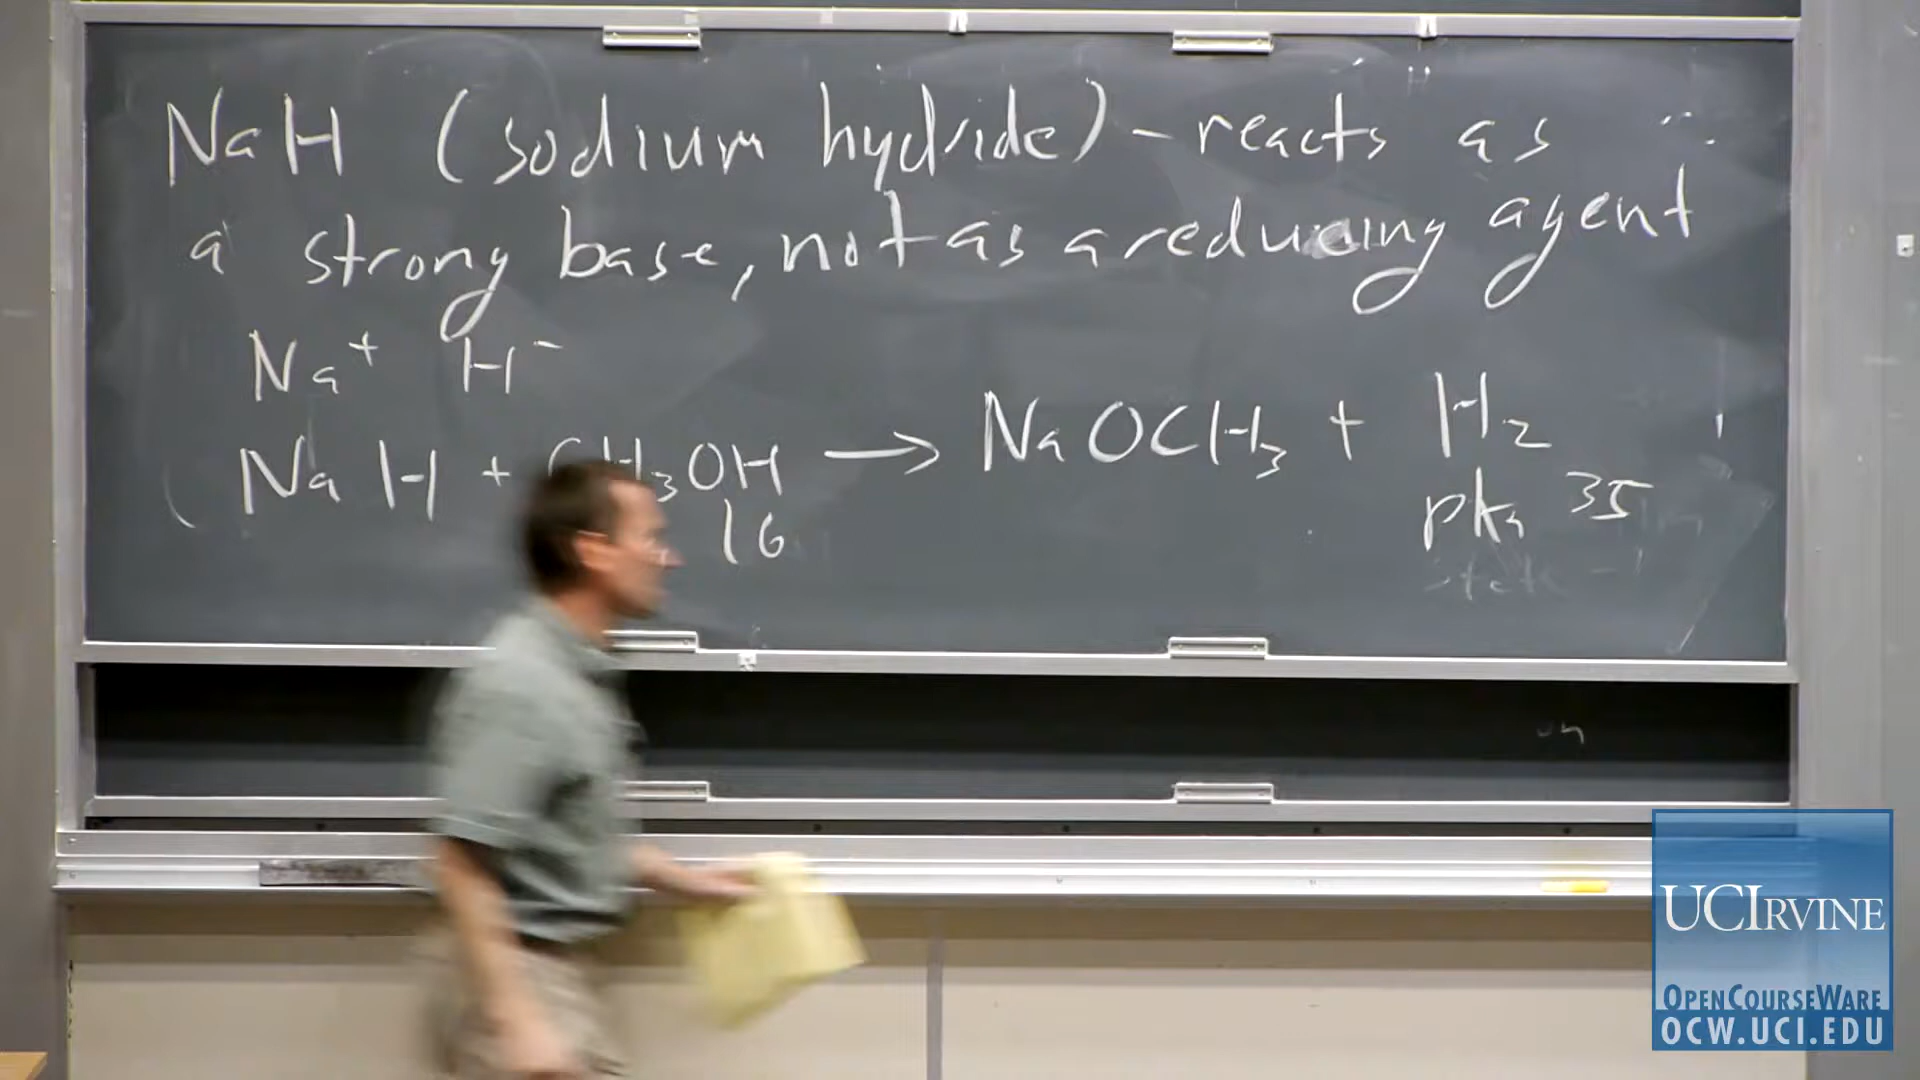 NaH (sodium hydride) - reacts as
a strong base, not as a reducing agent
Na⁺ H⁻
NaH + CH₃OH → NaOCH₃ + H₂
16 pka 35
UCIRVINE
OPENCOURSEWARE
OCW.UCI.EDU